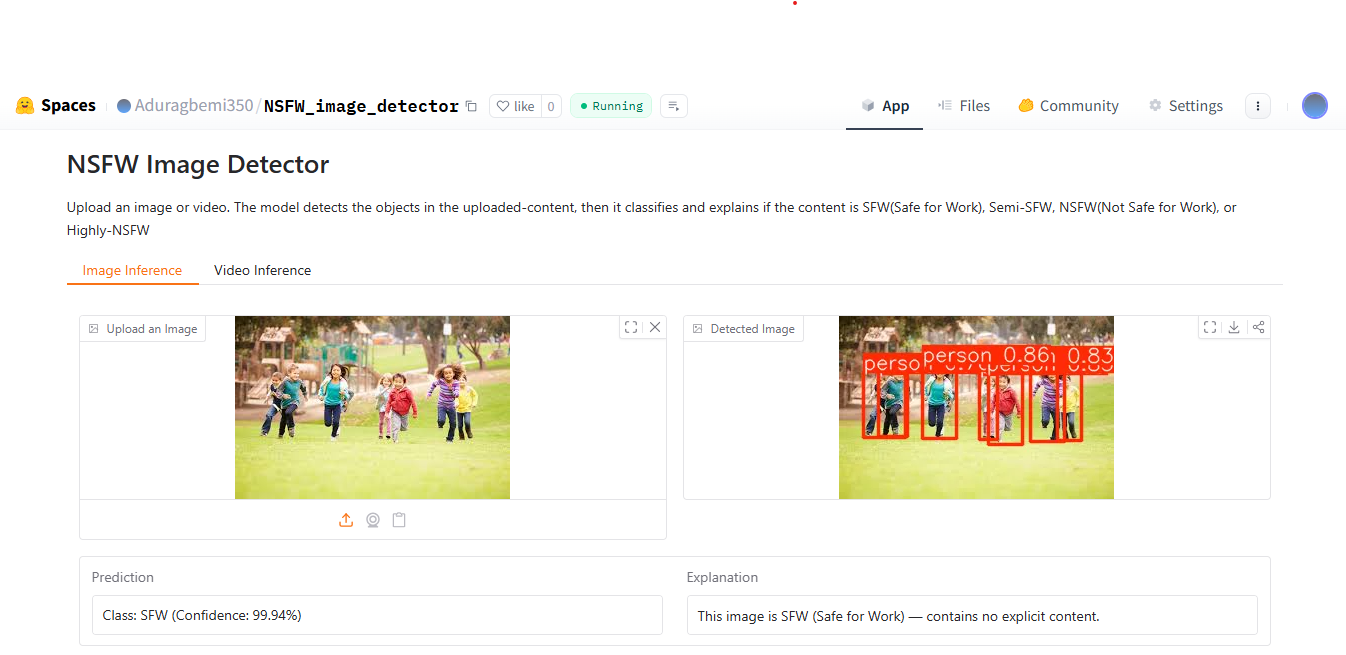 Spaces
Aduragbemi350/NSFW_image_detector
like 0
Running
App
Files
Community
Settings
NSFW Image Detector
Upload an image or video. The model detects the objects in the uploaded-content, then it classifies and explains if the content is SFW(Safe for Work), Semi-SFW, NSFW(Not Safe for Work), or
Highly-NSFW
Image Inference
Video Inference
Upload an Image
Detected Image
person 0.86
0.83
person
Prediction
Explanation
Class: SFW (Confidence: 99.94%)
This image is SFW (Safe for Work) — contains no explicit content.